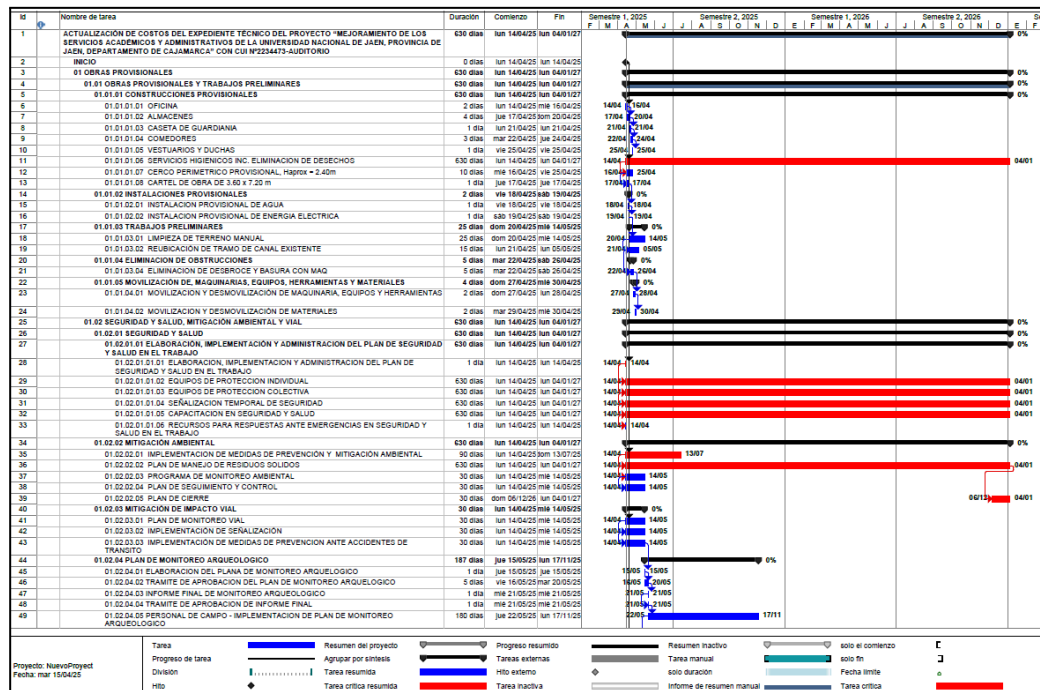 Id Nombre de tarea Duración Comienzo Fin Semestre 1, 2025 Semestre 2, 2025 Semestre 1, 2026 Semestre 2, 2026
F M A M J J A S O N D E F M A M J J A S O N D E F
1 ACTUALIZACIÓN DE COSTOS DEL EXPEDIENTE TÉCNICO DEL PROYECTO "MEJORAMIENTO DE LOS 630 días lun 14/04/25 lun 04/01/27 0%
SERVICIOS ACADÉMICOS Y ADMINISTRATIVOS DE LA UNIVERSIDAD NACIONAL DE JAEN, PROVINCIA DE
JAEN, DEPARTAMENTO DE CAJAMARCA" CON CUI Nº2234473-AUDITORIO
2 INICIO 0 días lun 14/04/25 lun 14/04/25
3 01 OBRAS PROVISIONALES 630 días lun 14/04/25 lun 04/01/27 0%
4 01.01 OBRAS PROVISIONALES Y TRABAJOS PRELIMINARES 630 días lun 14/04/25 lun 04/01/27 0%
5 01.01.01 CONSTRUCCIONES PROVISIONALES 630 días lun 14/04/25 lun 04/01/27 0%
6 01.01.01.01 OFICINA 2 días lun 14/04/25 mié 16/04/25 14/04 16/04
7 01.01.01.02 ALMACENES 4 días jue 17/04/25 dom 20/04/25 17/04 20/04
8 01.01.01.03 CASETA DE GUARDIANIA 1 día lun 21/04/25 lun 21/04/25 21/04 21/04
9 01.01.01.04 COMEDORES 3 días mar 22/04/25 jue 24/04/25 22/04 24/04
10 01.01.01.05 VESTUARIOS Y DUCHAS 1 día vie 25/04/25 vie 25/04/25 25/04 25/04
11 01.01.01.06 SERVICIOS HIGIENICOS INC. ELIMINACION DE DESECHOS 630 días lun 14/04/25 lun 04/01/27 14/04 04/01
12 01.01.01.07 CERCO PERIMETRICO PROVISIONAL, Haprox = 2.40m 10 días mié 16/04/25 vie 25/04/25 16/04 25/04
13 01.01.01.08 CARTEL DE OBRA DE 3.60 x 7.20 m 1 día jue 17/04/25 jue 17/04/25 17/04 17/04
14 01.01.02 INSTALACIONES PROVISIONALES 2 días vie 18/04/25 sáb 19/04/25 0%
15 01.01.02.01 INSTALACION PROVISIONAL DE AGUA 1 día vie 18/04/25 vie 18/04/25 18/04 18/04
16 01.01.02.02 INSTALACION PROVISIONAL DE ENERGIA ELECTRICA 1 día sáb 19/04/25 sáb 19/04/25 19/04 19/04
17 01.01.03 TRABAJOS PRELIMINARES 25 días dom 20/04/25 mié 14/05/25 0%
18 01.01.03.01 LIMPIEZA DE TERRENO MANUAL 25 días dom 20/04/25 mié 14/05/25 20/04 14/05
19 01.01.03.02 REUBICACIÓN DE TRAMO DE CANAL EXISTENTE 15 días lun 21/04/25 lun 05/05/25 21/04 05/05
20 01.01.04 ELIMINACION DE OBSTRUCCIONES 5 días mar 22/04/25 sáb 26/04/25 0%
21 01.01.03.04 ELIMINACION DE DESBROCE Y BASURA CON MAQ 5 días mar 22/04/25 sáb 26/04/25 22/04 26/04
22 01.01.05 MOVILIZACIÓN DE, MAQUINARIAS, EQUIPOS, HERRAMIENTAS Y MATERIALES 4 días dom 27/04/25 mié 30/04/25 0%
23 01.01.04.01 MOVILIZACION Y DESMOVILIZACIÓN DE MAQUINARIA, EQUIPOS Y HERRAMIENTAS 2 días dom 27/04/25 lun 28/04/25 27/04 28/04
24 01.01.04.02 MOVILIZACIÓN Y DESMOVILIZACIÓN DE MATERIALES 2 días mar 29/04/25 mié 30/04/25 29/04 30/04
25 01.02 SEGURIDAD Y SALUD, MITIGACIÓN AMBIENTAL Y VIAL 630 días lun 14/04/25 lun 04/01/27 0%
26 01.02.01 SEGURIDAD Y SALUD 630 días lun 14/04/25 lun 04/01/27 0%
27 01.02.01.01 ELABORACIÓN, IMPLEMENTACIÓN Y ADMINISTRACIÓN DEL PLAN DE SEGURIDAD 630 días lun 14/04/25 lun 04/01/27 0%
Y SALUD EN EL TRABAJO
28 01.02.01.01.01 ELABORACION, IMPLEMENTACION Y ADMINISTRACION DEL PLAN DE 1 día lun 14/04/25 lun 14/04/25 14/04 14/04
SEGURIDAD Y SALUD EN EL TRABAJO
29 01.02.01.01.02 EQUIPOS DE PROTECCION INDIVIDUAL 630 días lun 14/04/25 lun 04/01/27 14/04 04/01
30 01.02.01.01.03 EQUIPOS DE PROTECCION COLECTIVA 630 días lun 14/04/25 lun 04/01/27 14/04 04/01
31 01.02.01.01.04 SEÑALIZACIÓN TEMPORAL DE SEGURIDAD 630 días lun 14/04/25 lun 04/01/27 14/04 04/01
32 01.02.01.01.05 CAPACITACION EN SEGURIDAD Y SALUD 630 días lun 14/04/25 lun 04/01/27 14/04 04/01
33 01.02.01.01.06 RECURSOS PARA RESPUESTAS ANTE EMERGENCIAS EN SEGURIDAD Y 1 día lun 14/04/25 lun 14/04/25 14/04 14/04
SALUD EN EL TRABAJO
34 01.02.02 MITIGACIÓN AMBIENTAL 630 días lun 14/04/25 lun 04/01/27 0%
35 01.02.02.01 IMPLEMENTACION DE MEDIDAS DE PREVENCIÓN Y MITIGACIÓN AMBIENTAL 90 días lun 14/04/25 dom 13/07/25 14/04 13/07
36 01.02.02.02 PLAN DE MANEJO DE RESIDUOS SOLIDOS 630 días lun 14/04/25 lun 04/01/27 14/04 04/01
37 01.02.02.03 PROGRAMA DE MONITOREO AMBIENTAL 30 días lun 14/04/25 mié 14/05/25 14/04 14/05
38 01.02.02.04 PLAN DE SEGUIMIENTO Y CONTROL 30 días lun 14/04/25 mié 14/05/25 14/04 14/05
39 01.02.02.05 PLAN DE CIERRE 30 días dom 06/12/26 lun 04/01/27 06/12 04/01
40 01.02.03 MITIGACIÓN DE IMPACTO VIAL 30 días lun 14/04/25 mié 14/05/25 0%
41 01.02.03.01 PLAN DE MONITOREO VIAL 30 días lun 14/04/25 mié 14/05/25 14/04 14/05
42 01.02.03.02 IMPLEMENTACIÓN DE SEÑALIZACIÓN 30 días lun 14/04/25 mié 14/05/25 14/04 14/05
43 01.02.03.03 IMPLEMENTACIÓN DE MEDIDAS DE PREVENCION ANTE ACCIDENTES DE 30 días lun 14/04/25 mié 14/05/25 14/04 14/05
TRANSITO
44 01.02.04 PLAN DE MONITOREO ARQUEOLOGICO 187 días jue 15/05/25 lun 17/11/25 0%
45 01.02.04.01 ELABORACION DEL PLANA DE MONITOREO ARQUEOLOGICO 1 día jue 15/05/25 jue 15/05/25 15/05 15/05
46 01.02.04.02 TRAMITE DE APROBACION DEL PLAN DE MONITOREO ARQUEOLOGICO 5 días vie 16/05/25 mar 20/05/25 16/05 20/05
47 01.02.04.03 INFORME FINAL DE MONITOREO ARQUEOLOGICO 1 día mié 21/05/25 mié 21/05/25 21/05 21/05
48 01.02.04.04 TRAMITE DE APROBACION DE INFORME FINAL 1 día mié 21/05/25 mié 21/05/25 21/05 21/05
49 01.02.04.05 PERSONAL DE CAMPO - IMPLEMENTACION DE PLAN DE MONITOREO 180 días jue 22/05/25 lun 17/11/25 22/05 17/11
ARQUEOLOGICO
Proyecto: NuevoProyect
Fecha: mar 15/04/25
Tarea Resumen del proyecto Progreso resumido Resumen inactivo solo el comienzo
Progreso de tarea Agrupar por síntesis Tareas externas Tarea manual solo fin
División Tarea resumida Hito externo solo duración Fecha límite
Hito Tarea crítica resumida Tarea inactiva Informe de resumen manual Tarea crítica